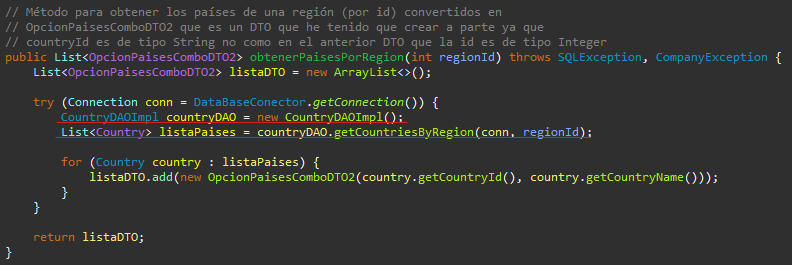 // Método para obtener los países de una región (por id) convertidos en
// OpcionPaisesComboDTO2 que es un DTO que he tenido que crear a parte ya que
// countryId es de tipo String no como en el anterior DTO que la id es de tipo Integer
public List<OpcionPaisesComboDTO2> obtenerPaisesPorRegion(int regionId) throws SQLException, CompanyException {
    List<OpcionPaisesComboDTO2> listaDTO = new ArrayList<>();

    try (Connection conn = DataBaseConector.getConnection()) {
        CountryDAOImpl countryDAO = new CountryDAOImpl();
        List<Country> listaPaises = countryDAO.getCountriesByRegion(conn, regionId);

        for (Country country : listaPaises) {
            listaDTO.add(new OpcionPaisesComboDTO2(country.getCountryId(), country.getCountryName()));
        }
    }

    return listaDTO;
}